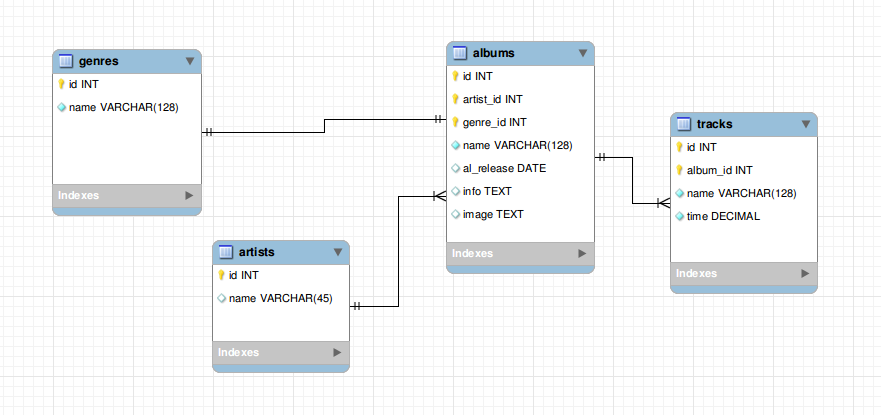 genres
id INT
name VARCHAR(128)
Indexes
artists
id INT
name VARCHAR(45)
Indexes
albums
id INT
artist_id INT
genre_id INT
name VARCHAR(128)
al_release DATE
info TEXT
image TEXT
Indexes
tracks
id INT
album_id INT
name VARCHAR(128)
time DECIMAL
Indexes